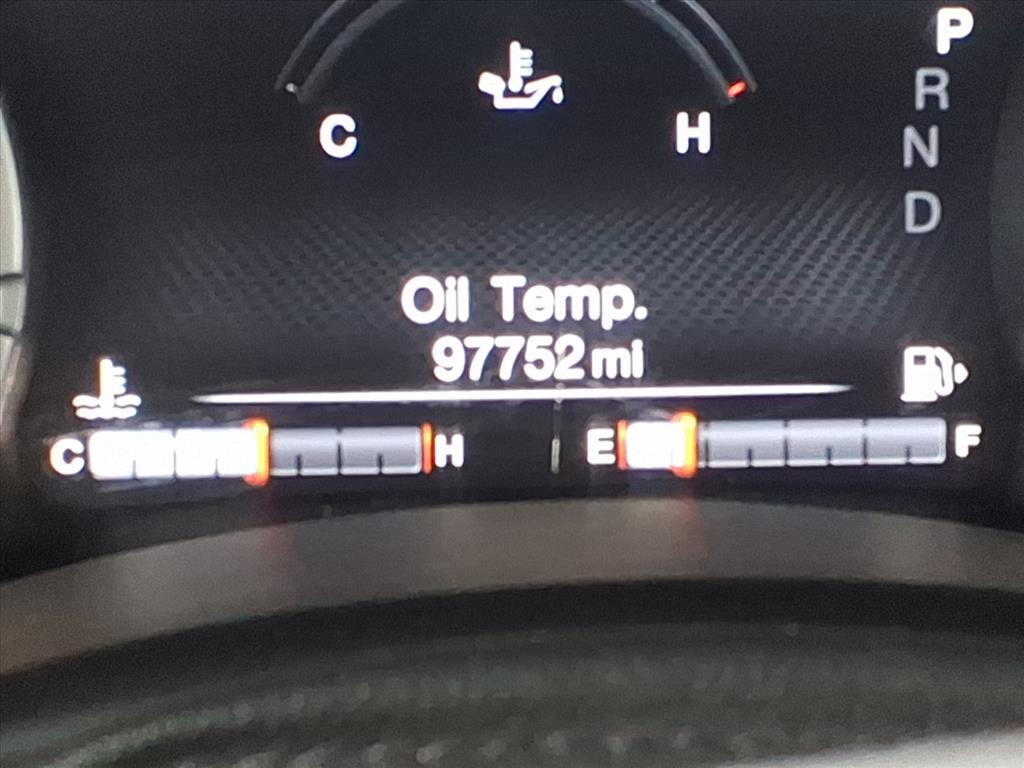 P
R
N
D
C H
Oil Temp.
97752 mi
C H E F